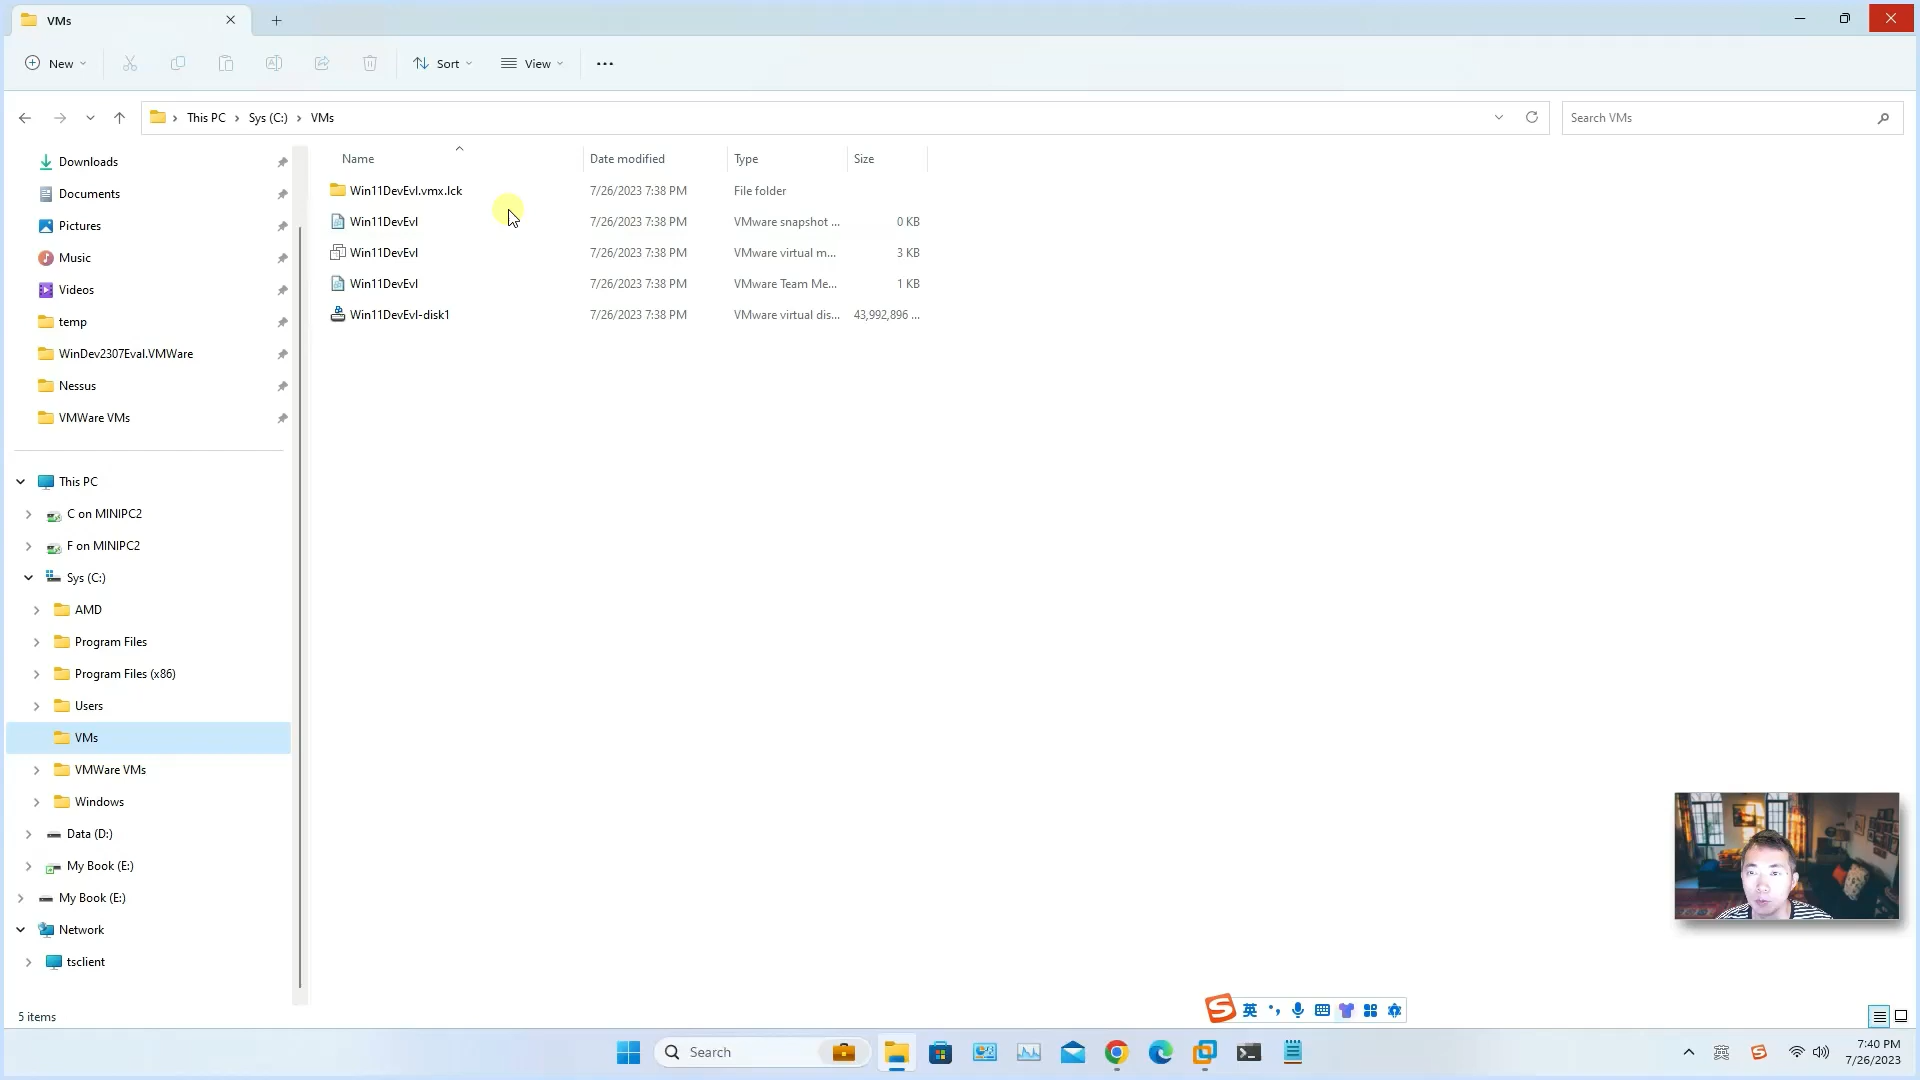 VMs
New
Sort
View
This PC
Sys (C:)
VMs
Search VMs
Downloads
Documents
Pictures
Music
Videos
temp
WinDev2307Eval.VMWare
Nessus
VMWare VMs
This PC
C on MINIPC2
F on MINIPC2
Sys (C:)
AMD
Program Files
Program Files (x86)
Users
VMs
VMWare VMs
Windows
Data (D:)
My Book (E:)
My Book (E:)
Network
tsclient
Name Date modified Type Size
Win11DevEvl.vmx.lck 7/26/2023 7:38 PM File folder
Win11DevEvl 7/26/2023 7:38 PM VMware snapshot ... 0 KB
Win11DevEvl 7/26/2023 7:38 PM VMware virtual m... 3 KB
Win11DevEvl 7/26/2023 7:38 PM VMware Team Me... 1 KB
Win11DevEvl-disk1 7/26/2023 7:38 PM VMware virtual dis... 43,992,896 ...
5 items
英
Search
英
7:40 PM
7/26/2023